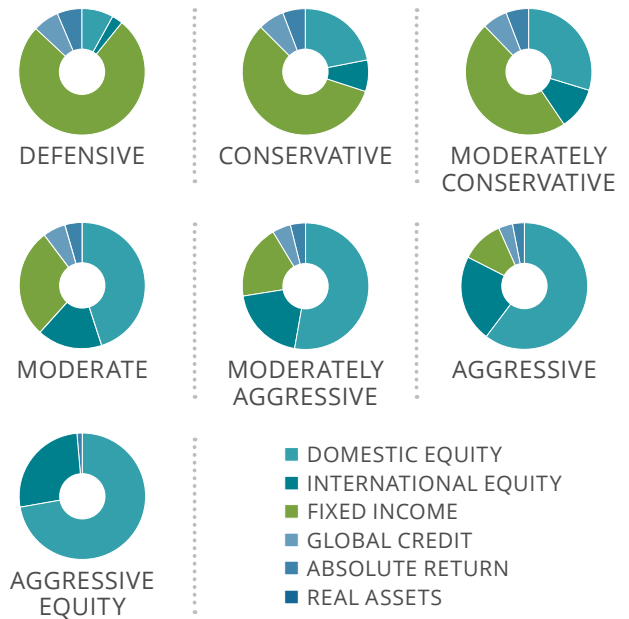 DEFENSIVE
CONSERVATIVE
MODERATELY
CONSERVATIVE
MODERATE
MODERATELY
AGGRESSIVE
AGGRESSIVE
AGGRESSIVE
EQUITY
DOMESTIC EQUITY
INTERNATIONAL EQUITY
FIXED INCOME
GLOBAL CREDIT
ABSOLUTE RETURN
REAL ASSETS